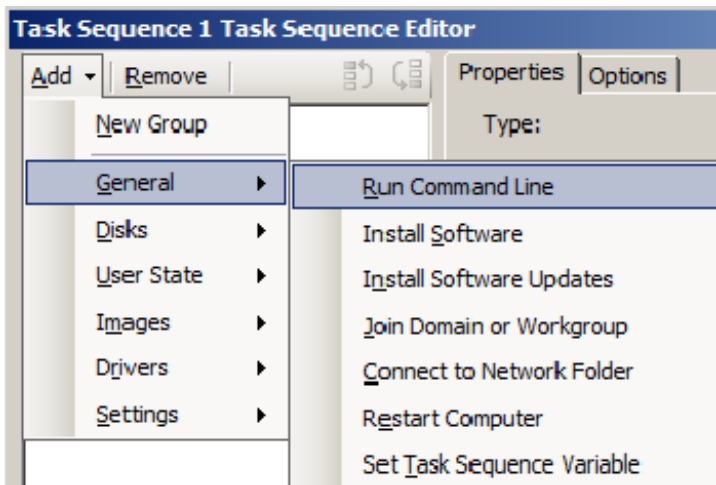 Task Sequence 1 Task Sequence Editor
Add Remove
Properties Options
New Group
Type:
General
Run Command Line
Disks
Install Software
User State
Install Software Updates
Images
Join Domain or Workgroup
Drivers
Connect to Network Folder
Settings
Restart Computer
Set Task Sequence Variable